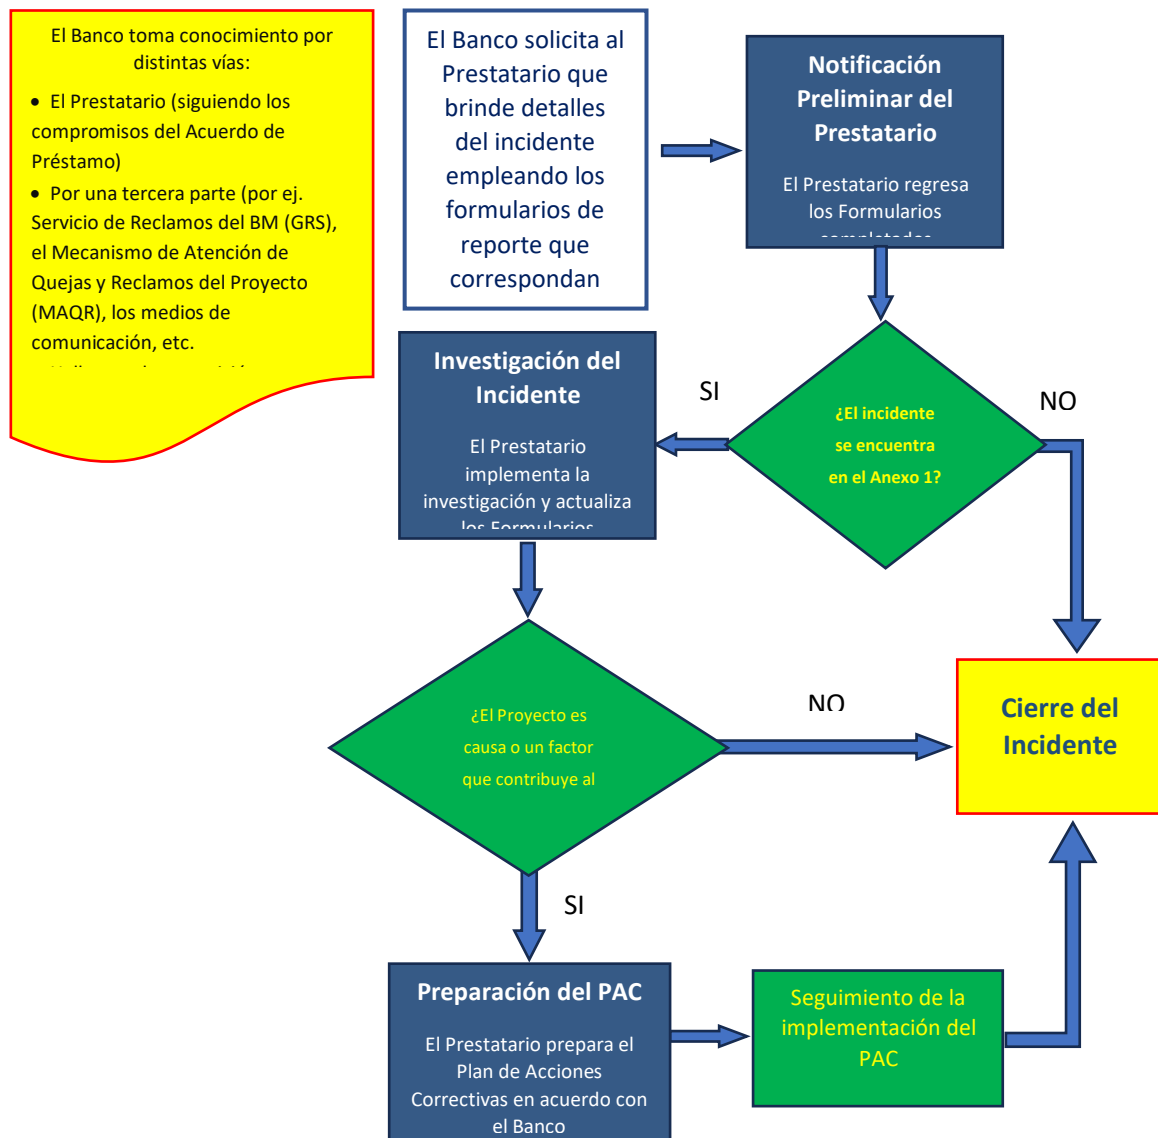 El Banco toma conocimiento por
distintas vías:
• El Prestatario (siguiendo los
compromisos del Acuerdo de
Préstamo)
• Por una tercera parte (por ej.
Servicio de Reclamos del BM (GRS),
el Mecanismo de Atención de
Quejas y Reclamos del Proyecto
(MAQR), los medios de
comunicación, etc.
El Banco solicita al
Prestatario que
brinde detalles
del incidente
empleando los
formularios de
reporte que
correspondan
Notificación
Preliminar del
Prestatario
El Prestatario regresa
los Formularios
completados
¿El incidente
se encuentra
en el Anexo 1?
SI
NO
Investigación del
Incidente
El Prestatario
implementa la
investigación y actualiza
los Formularios
¿El Proyecto es
causa o un factor
que contribuye al
NO
SI
Cierre del
Incidente
Preparación del PAC
El Prestatario prepara el
Plan de Acciones
Correctivas en acuerdo con
el Banco
Seguimiento de la
implementación del
PAC